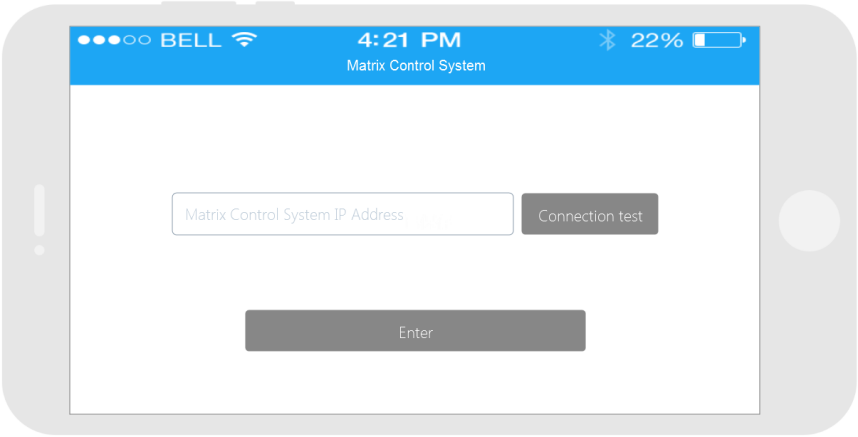 BELL 4:21 PM 22%
Matrix Control System
Matrix Control System IP Address
Connection test
Enter